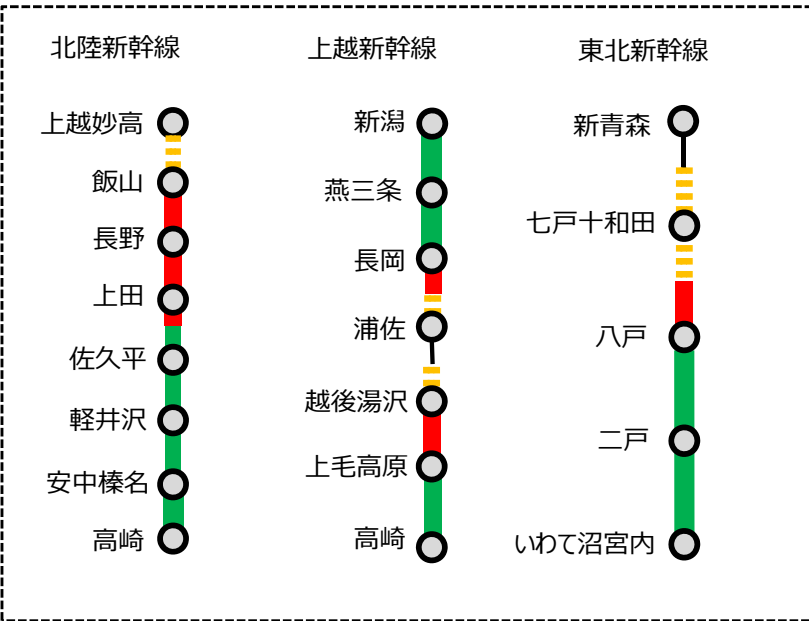 北陸新幹線
上越妙高
飯山
長野
上田
佐久平
軽井沢
安中榛名
高崎
上越新幹線
新潟
燕三条
長岡
浦佐
越後湯沢
上毛高原
高崎
東北新幹線
新青森
七戸十和田
八戸
二戸
いわて沼宮内